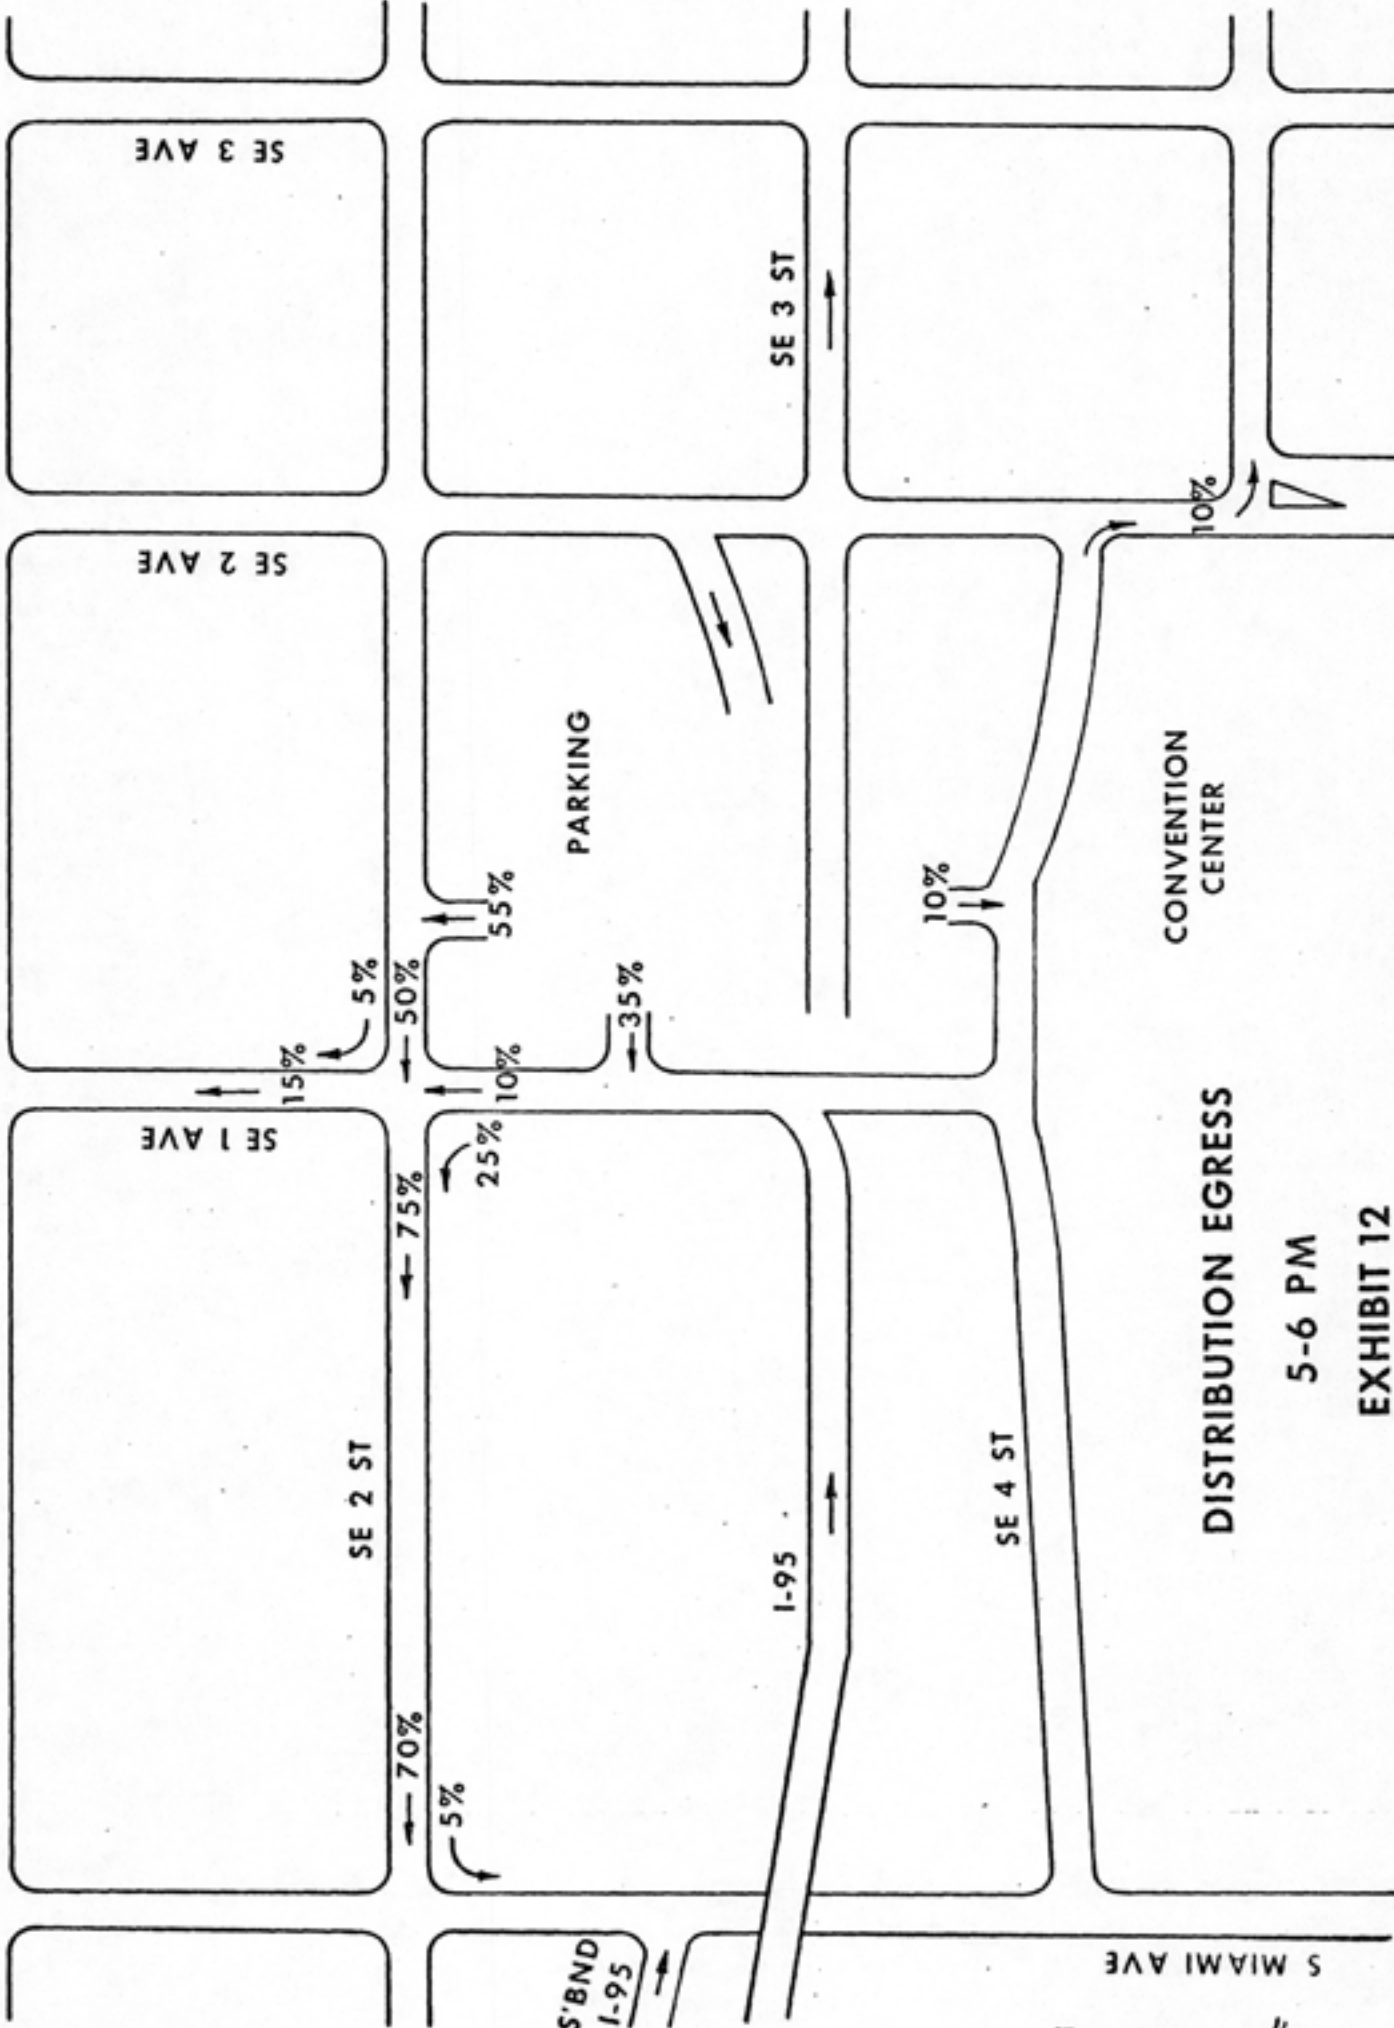 SE 3 AVE
SE 2 AVE
SE 1 AVE
S MIAMI AVE
SE 2 ST
SE 3 ST
SE 4 ST
I-95
S'BND
I-95
PARKING
CONVENTION
CENTER
15%
5%
50%
55%
10%
25%
75%
70%
5%
35%
10%
10%
DISTRIBUTION EGRESS
5-6 PM
EXHIBIT 12